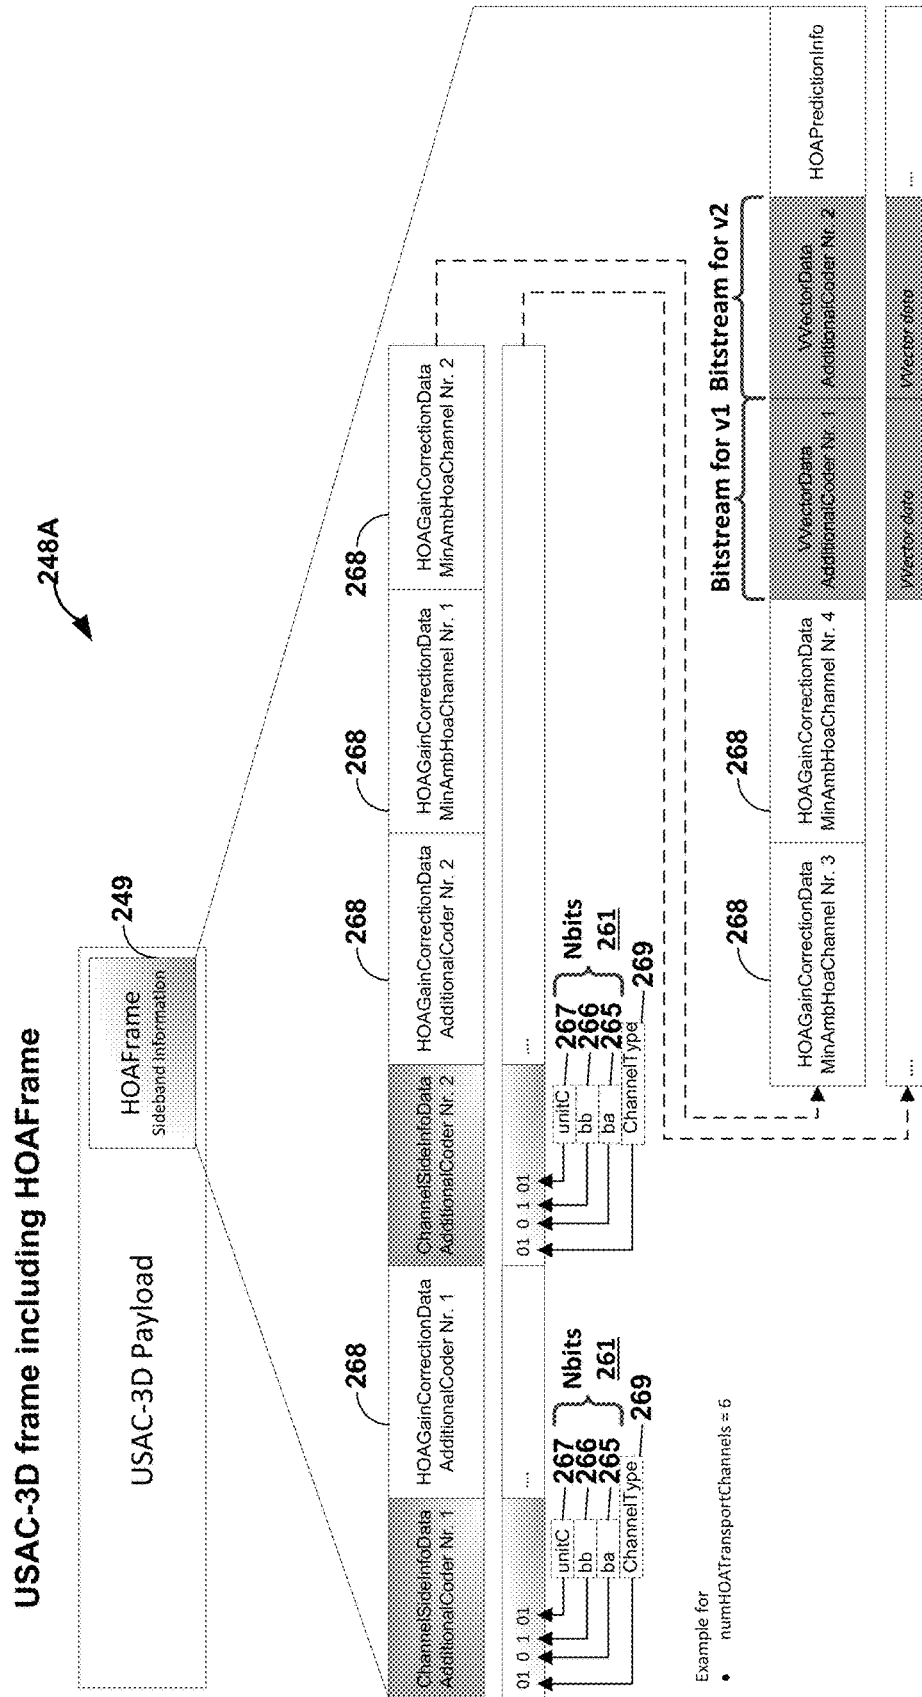 USAC-3D frame including HOAFrame
248A
USAC-3D Payload
HOAFrame
Sideband Information
249
268
268
268
268
ChannelSideInfoData
AdditionalCoder Nr. 1
HOAGainCorrectionData
AdditionalCoder Nr. 1
ChannelSideInfoData
AdditionalCoder Nr. 2
HOAGainCorrectionData
AdditionalCoder Nr. 2
HOAGainCorrectionData
MinAmbHoaChannel Nr. 1
HOAGainCorrectionData
MinAmbHoaChannel Nr. 2
01 0 1 01
....
01 0 1 01
....
unitC
267
bb
266
ba
265
ChannelType
269
Nbits
261
unitC
267
bb
266
ba
265
ChannelType
269
Nbits
261
Example for
• numHOATransportChannels = 6
268
268
Bitstream for v1
Bitstream for v2
HOAGainCorrectionData
MinAmbHoaChannel Nr. 3
HOAGainCorrectionData
MinAmbHoaChannel Nr. 4
VVectorData
AdditionalCoder Nr. 1
VVectorData
AdditionalCoder Nr. 2
HOAPredictionInfo
....
VVector data
VVector data
....